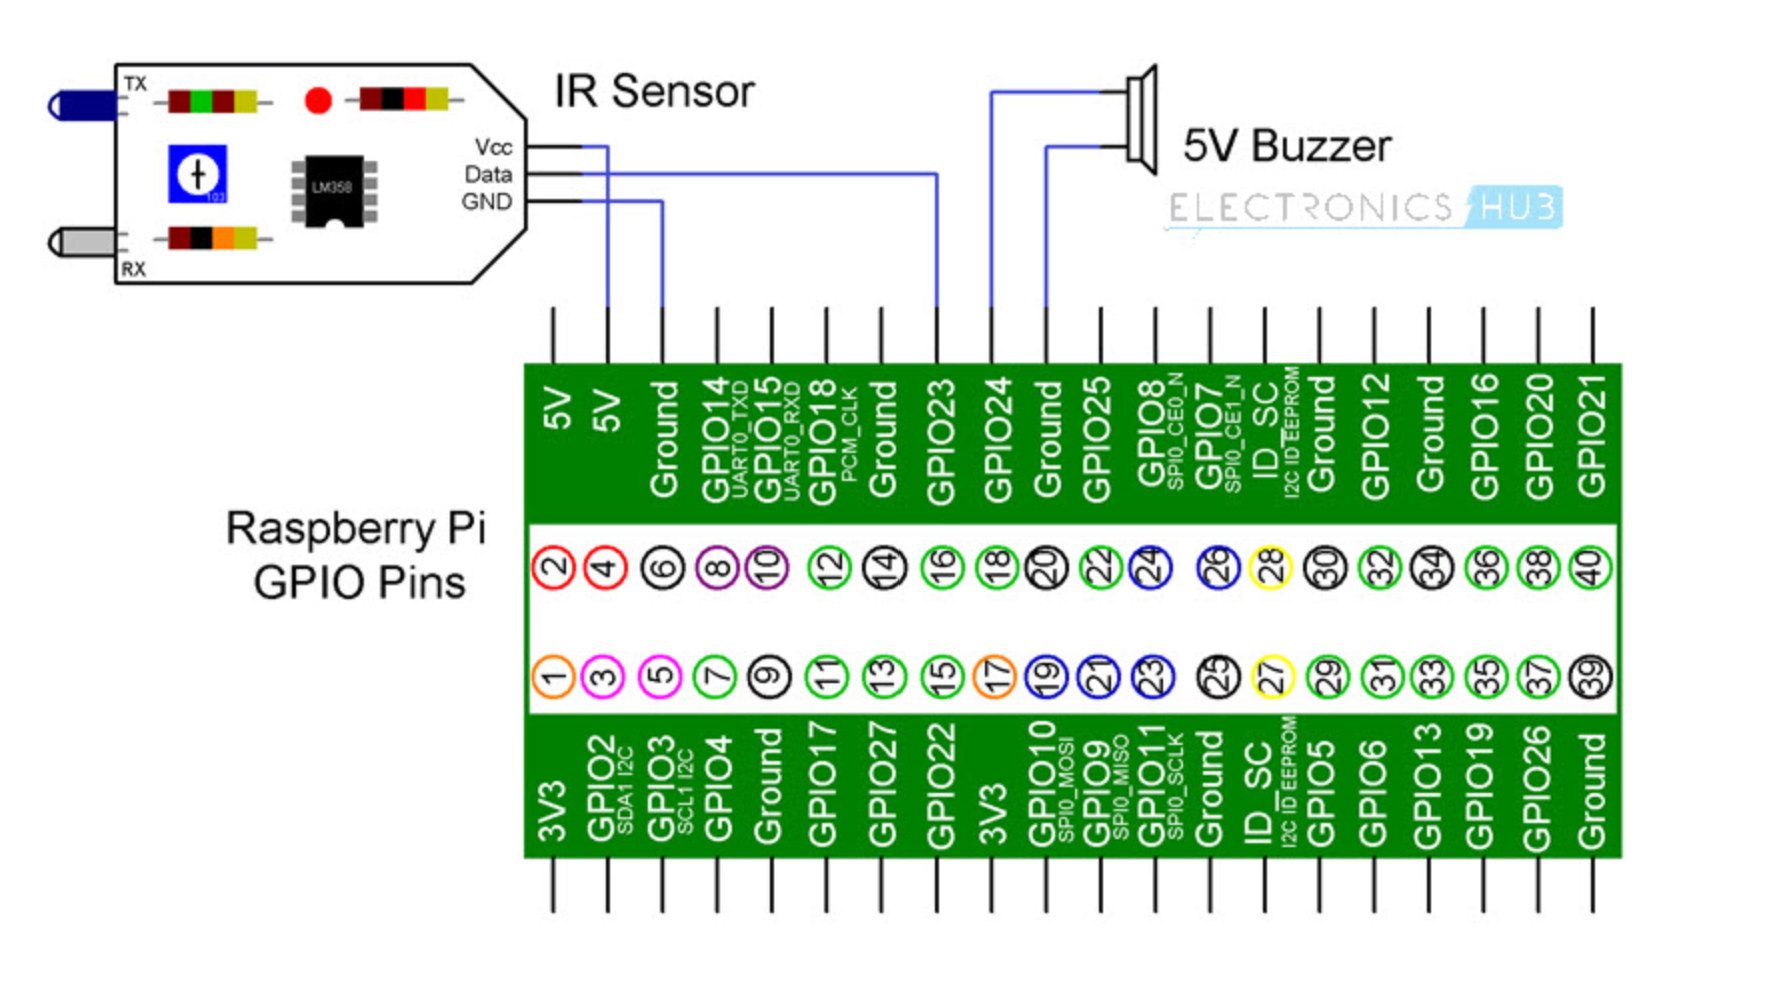 TX
IR Sensor
Vcc
Data
GND
LM358
103
RX
5V Buzzer
ELECTRONICS HUB
Raspberry Pi
GPIO Pins
5V
5V
Ground
GPIO14
UART0_TXD
GPIO15
UART0_RXD
GPIO18
PCM_CLK
Ground
GPIO23
GPIO24
Ground
GPIO25
GPIO8
SPI0_CE0_N
GPIO7
SPI0_CE1_N
ID_SC
I2C ID EEPROM
Ground
GPIO12
Ground
GPIO16
GPIO20
GPIO21
2 4 6 8 10 12 14 16 18 20 22 24 26 28 30 32 34 36 38 40
1 3 5 7 9 11 13 15 17 19 21 23 25 27 29 31 33 35 37 39
3V3
GPIO2
SDA1 I2C
GPIO3
SCL1 I2C
GPIO4
Ground
GPIO17
GPIO27
GPIO22
3V3
GPIO10
SPI0_MOSI
GPIO9
SPI0_MISO
GPIO11
SPI0_SCLK
Ground
ID_SC
I2C ID EEPROM
GPIO5
GPIO6
GPIO13
GPIO19
GPIO26
Ground